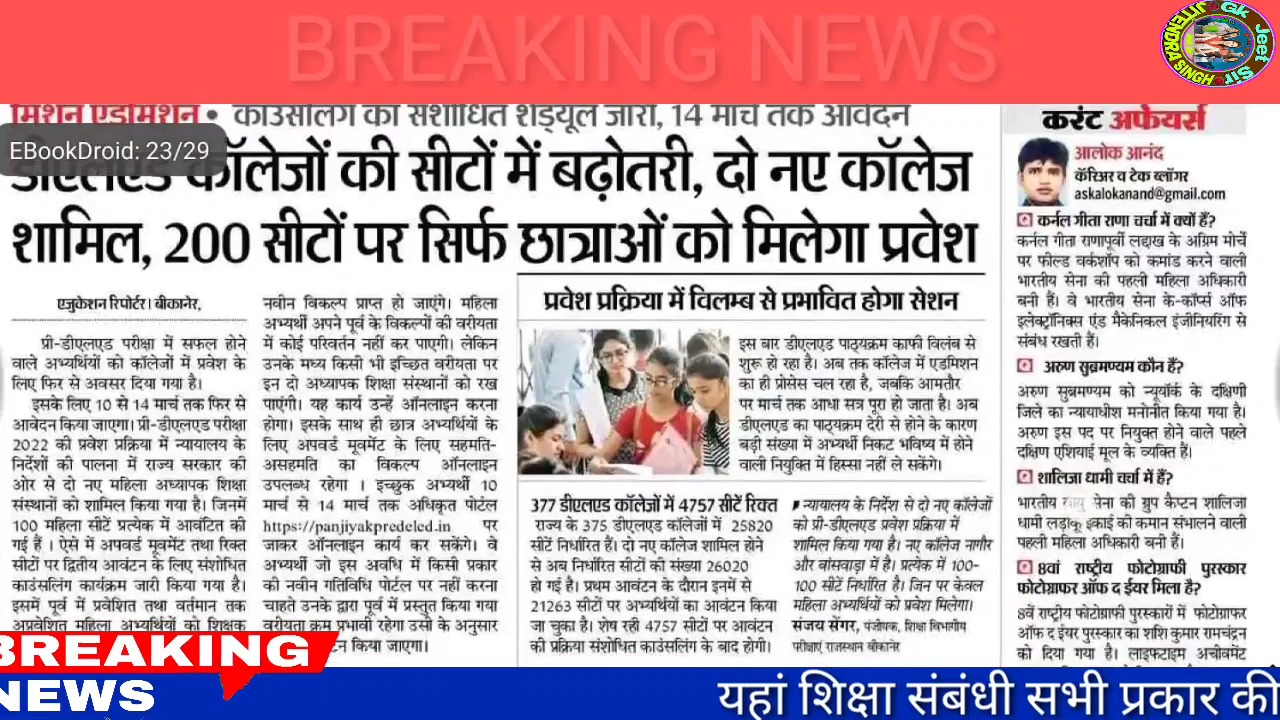 BREAKING NEWS
JITENDRA SINGH
Gk Jeet Sir
मिशन एडमिशन • काउंसलिंग का संशोधित शेड्यूल जारी, 14 मार्च तक आवेदन
EBookDroid: 23/29
डीएलएड कॉलेजों की सीटों में बढ़ोतरी, दो नए कॉलेज
शामिल, 200 सीटों पर सिर्फ छात्राओं को मिलेगा प्रवेश
एजुकेशन रिपोर्टर। बीकानेर,
प्री-डीएलएड परीक्षा में सफल होने
वाले अभ्यर्थियों को कॉलेजों में प्रवेश के
लिए फिर से अवसर दिया गया है।
इसके लिए 10 से 14 मार्च तक फिर से
आवेदन किया जाएगा। प्री-डीएलएड परीक्षा
2022 की प्रवेश प्रक्रिया में न्यायालय के
निर्देशों की पालना में राज्य सरकार की
ओर से दो नए महिला अध्यापक शिक्षा
संस्थानों को शामिल किया गया है। जिनमें
100 महिला सीटें प्रत्येक में आवंटित की
गई हैं । ऐसे में अपवर्ड मूवमेंट तथा रिक्त
सीटों पर द्वितीय आवंटन के लिए संशोधित
काउंसलिंग कार्यक्रम जारी किया गया है।
इसमें पूर्व में प्रवेशित तथा वर्तमान तक
अप्रवेशित महिला अभ्यर्थियों को शिक्षक
नवीन विकल्प प्राप्त हो जाएंगे। महिला
अभ्यर्थी अपने पूर्व के विकल्पों की वरीयता
में कोई परिवर्तन नहीं कर पाएगी। लेकिन
उनके मध्य किसी भी इच्छित वरीयता पर
इन दो अध्यापक शिक्षा संस्थानों को रख
पाएंगी। यह कार्य उन्हें ऑनलाइन करना
होगा। इसके साथ ही छात्र अभ्यर्थियों के
लिए अपवर्ड मूवमेंट के लिए सहमति-
असहमति का विकल्प ऑनलाइन
उपलब्ध रहेगा । इच्छुक अभ्यर्थी 10
मार्च से 14 मार्च तक अधिकृत पोर्टल
https://panjiyakpredeled.in पर
जाकर ऑनलाइन कार्य कर सकेंगे। वे
अभ्यर्थी जो इस अवधि में किसी प्रकार
की नवीन गतिविधि पोर्टल पर नहीं करना
चाहते उनके द्वारा पूर्व में प्रस्तुत किया गया
वरीयता क्रम प्रभावी रहेगा उसी के अनुसार
किया जाएगा।
प्रवेश प्रक्रिया में विलम्ब से प्रभावित होगा सेशन
इस बार डीएलएड पाठ्यक्रम काफी विलंब से
शुरू हो रहा है। अब तक कॉलेज में एडमिशन
का ही प्रोसेस चल रहा है, जबकि आमतौर
पर मार्च तक आधा सत्र पूरा हो जाता है। अब
डीएलएड का पाठ्यक्रम देरी से होने के कारण
बड़ी संख्या में अभ्यर्थी निकट भविष्य में होने
वाली नियुक्ति में हिस्सा नहीं ले सकेंगे।
377 डीएलएड कॉलेजों में 4757 सीटें रिक्त
राज्य के 375 डीएलएड कॉलेजों में 25820
सीटें निर्धारित हैं। दो नए कॉलेज शामिल होने
से अब निर्धारित सीटों की संख्या 26020
हो गई है। प्रथम आवंटन के दौरान इनमें से
21263 सीटों पर अभ्यर्थियों का आवंटन किया
जा चुका है। शेष रही 4757 सीटों पर आवंटन
की प्रक्रिया संशोधित काउंसलिंग के बाद होगी।
न्यायालय के निर्देश से दो नए कॉलेजों
को प्री-डीएलएड प्रवेश प्रक्रिया में
शामिल किया गया है। नए कॉलेज नागौर
और बांसवाड़ा में है। प्रत्येक में 100-
100 सीटें निर्धारित है। जिन पर केवल
महिला अभ्यर्थियों को प्रवेश मिलेगा।
संजय सेंगर, पंजीयक, शिक्षा विभागीय
परीक्षाएं राजस्थान बीकानेर
करंट अफेयर्स
आलोक आनंद
कॅरिअर व टेक ब्लॉगर
askalokanand@gmail.com
Q कर्नल गीता राणा चर्चा में क्यों हैं?
कर्नल गीता राणापूर्वी लद्दाख के अग्रिम मोर्चे
पर फील्ड वर्कशॉप को कमांड करने वाली
भारतीय सेना की पहली महिला अधिकारी
बनी हैं। वे भारतीय सेना के-कॉर्प्स ऑफ
इलेक्ट्रॉनिक्स एंड मैकेनिकल इंजीनियरिंग से
संबंध रखती हैं।
Q अरुण सुब्रमण्यम कौन हैं?
अरुण सुब्रमण्यम को न्यूयॉर्क के दक्षिणी
जिले का न्यायाधीश मनोनीत किया गया है।
अरुण इस पद पर नियुक्त होने वाले पहले
दक्षिण एशियाई मूल के व्यक्ति हैं।
Q शालिजा धामी चर्चा में हैं?
भारतीय वायु सेना की ग्रुप कैप्टन शालिजा
धामी लड़ाकू इकाई की कमान संभालने वाली
पहली महिला अधिकारी बनी हैं।
Q 8वां राष्ट्रीय फोटोग्राफी पुरस्कार
फोटोग्राफर ऑफ द ईयर मिला है?
8वें राष्ट्रीय फोटोग्राफी पुरस्कारों में फोटोग्राफर
ऑफ द ईयर पुरस्कार का शशि कुमार रामचंद्रन
को दिया गया है। लाइफटाइम अचीवमेंट
BREAKING
NEWS
यहां शिक्षा संबंधी सभी प्रकार की